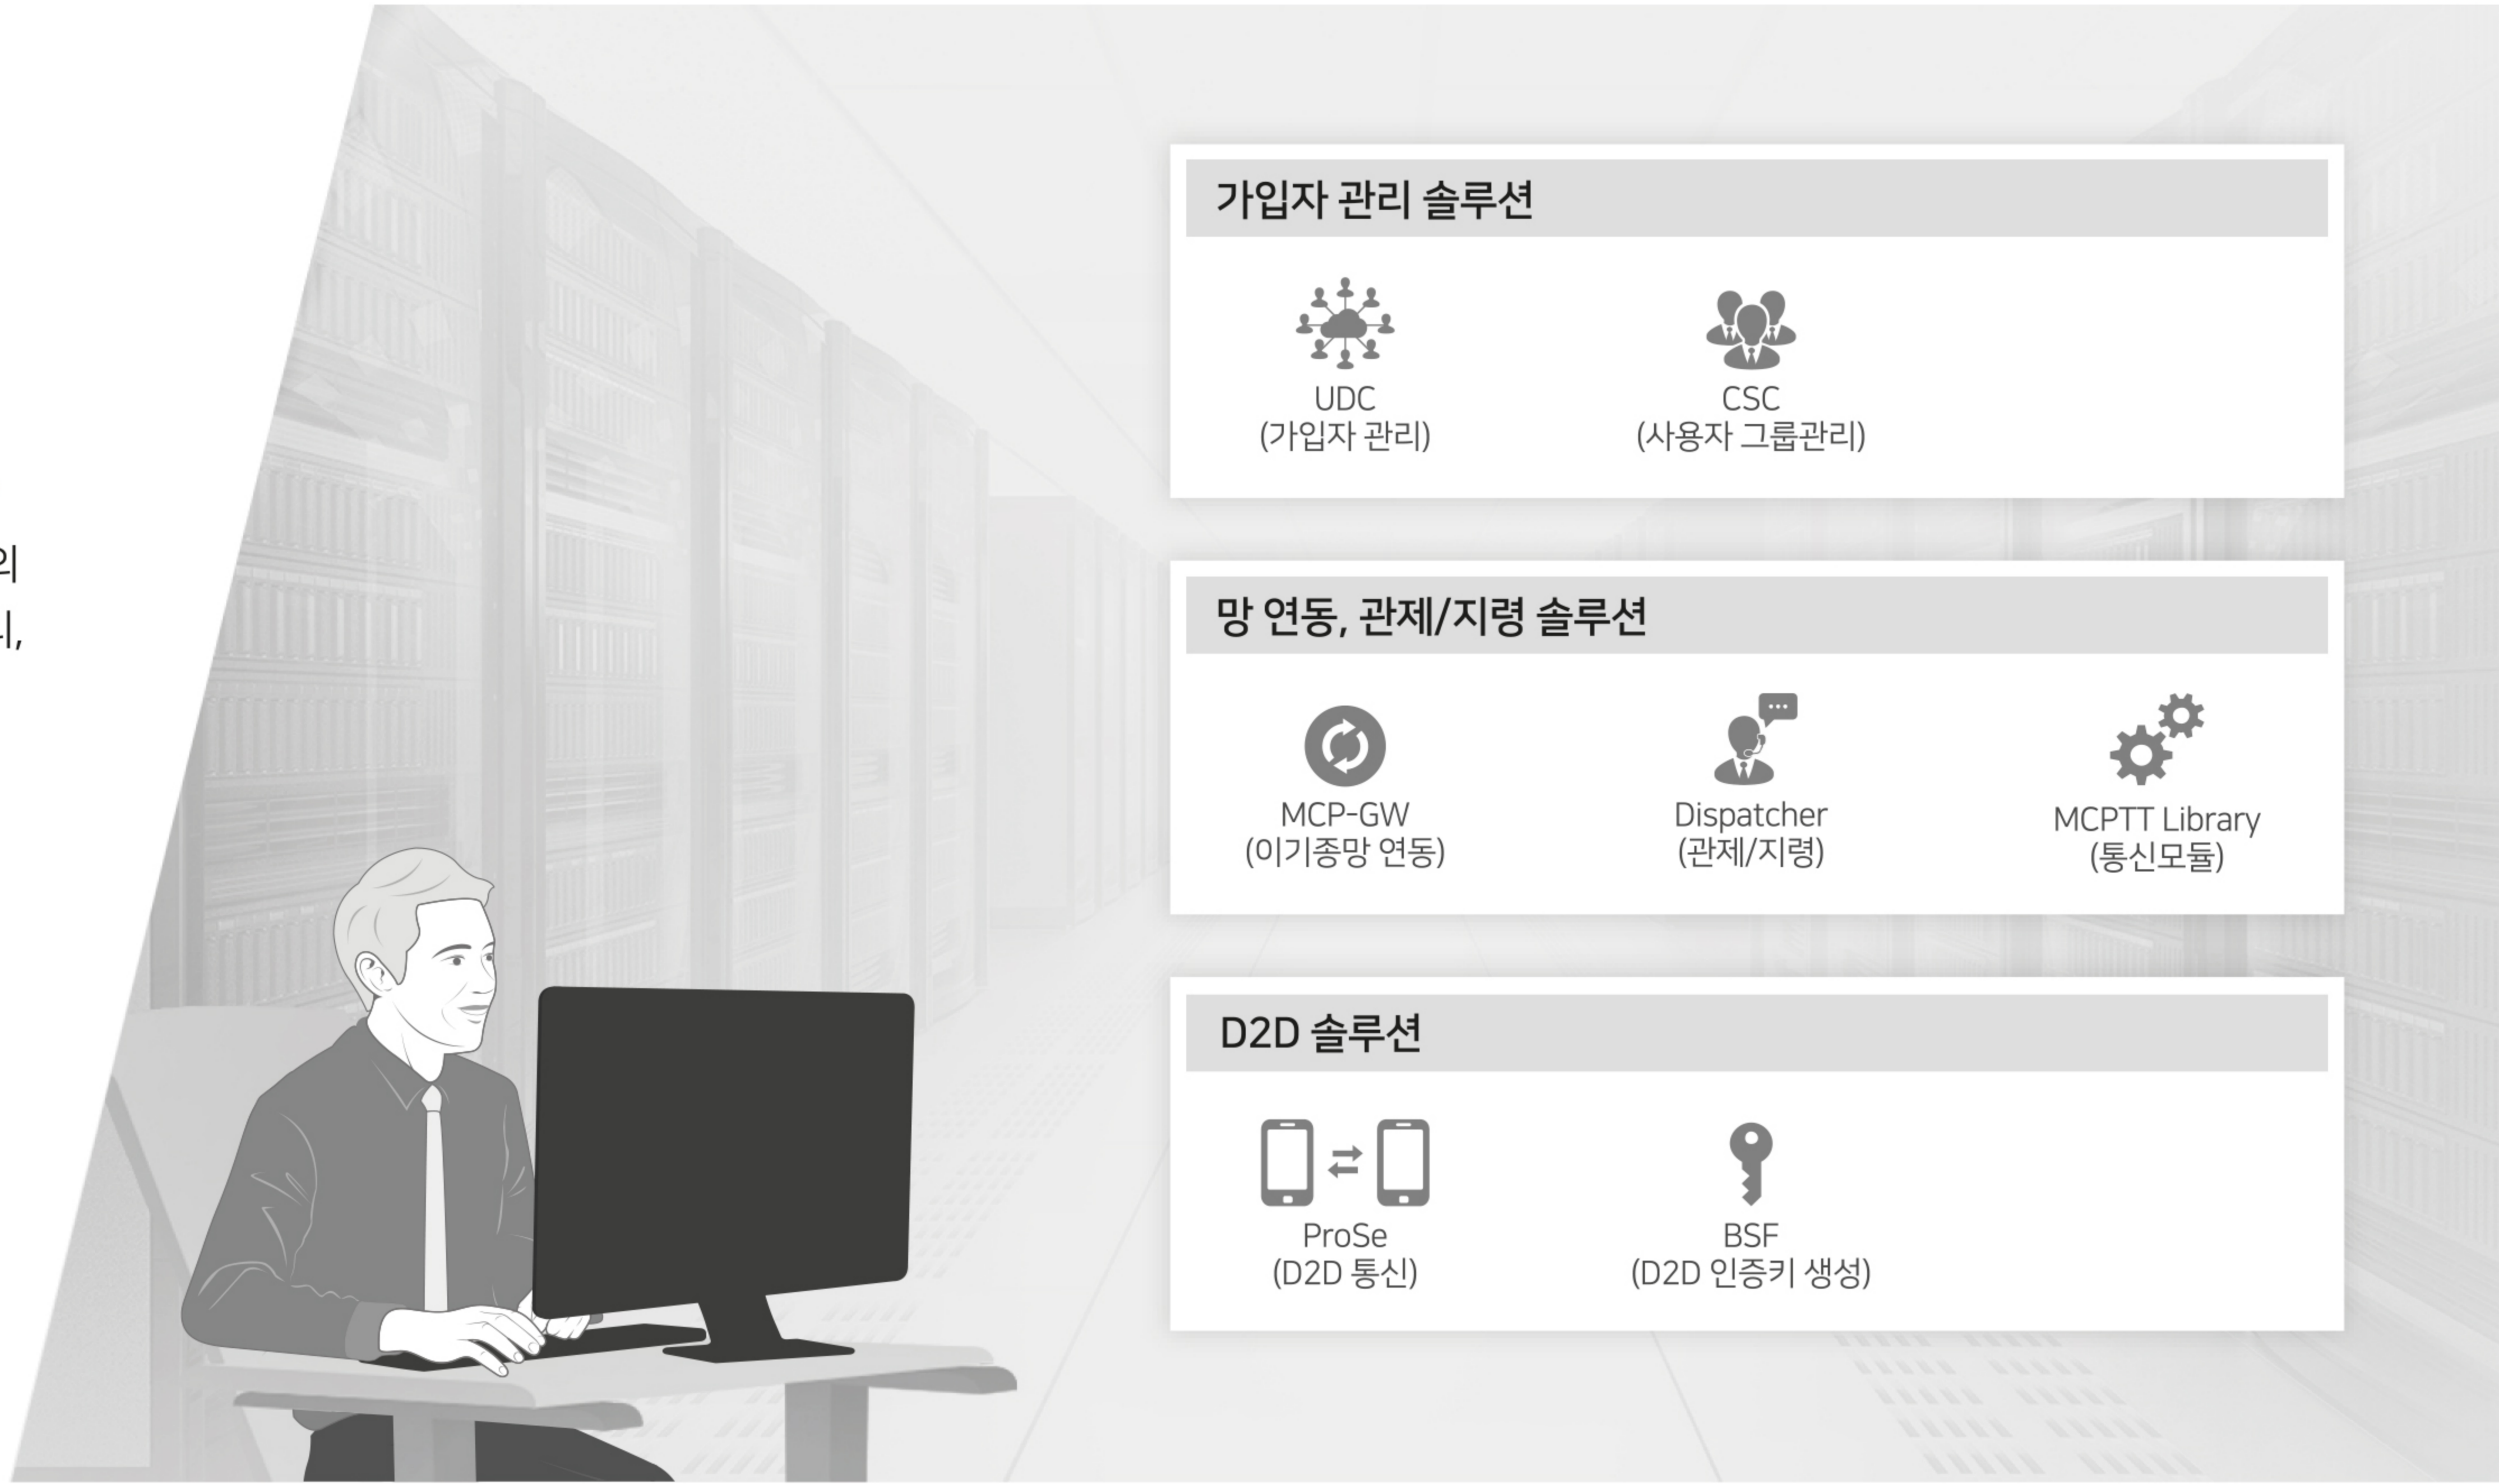 의
가입자 관리 솔루션
UDC
(가입자 관리)
CSC
(사용자 그룹관리)
망 연동, 관제/지령 솔루션
MCP-GW
(이기종망 연동)
Dispatcher
(관제/지령)
MCPTT Library
(통신모듈)
D2D 솔루션
ProSe
(D2D 통신)
BSF
(D2D 인증키 생성)